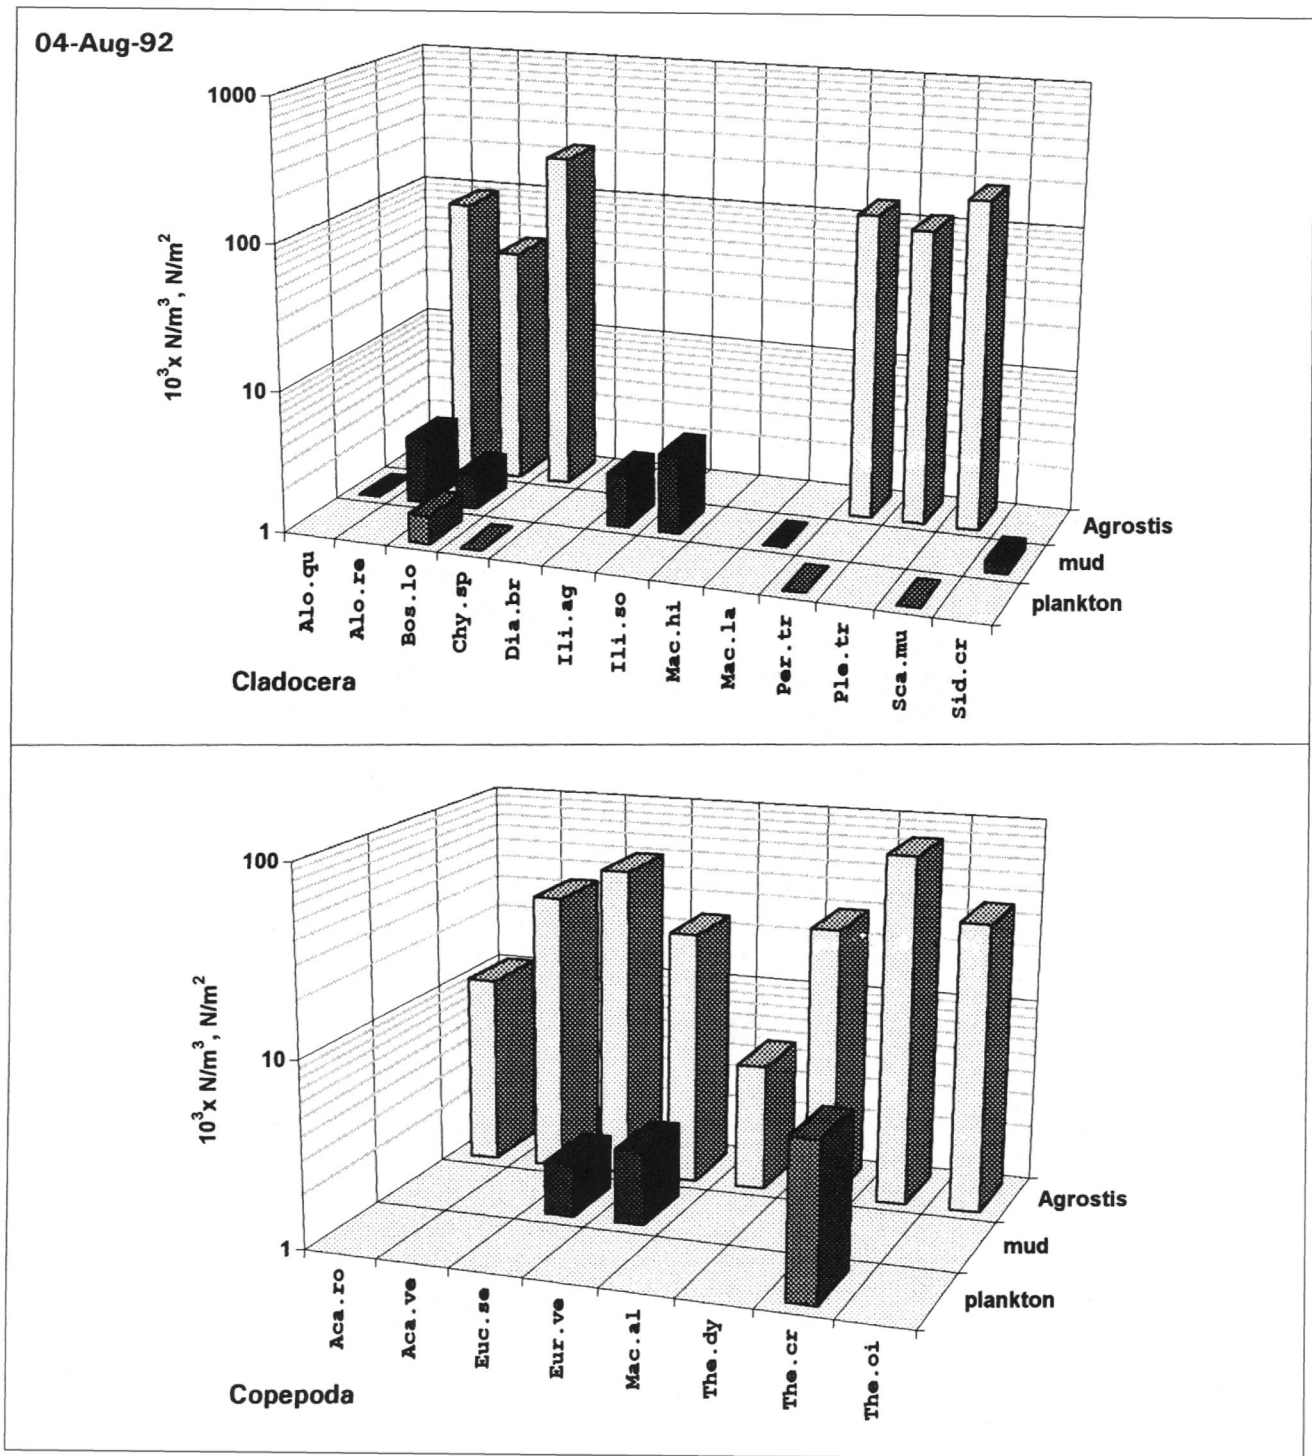 04-Aug-92
1000
100
10
1
10³x N/m³, N/m²
Alo.qu
Alo.re
Bos.lo
Chy.sp
Dia.br
Ili.ag
Ili.so
Mac.hi
Mac.la
Per.tr
Ple.tr
Sca.mu
Sid.cr
Agrostis
mud
plankton
Cladocera
100
10
1
10³x N/m³, N/m²
Aca.ro
Aca.ve
Euc.se
Eur.ve
Mac.al
The.dy
The.cr
The.oi
Agrostis
mud
plankton
Copepoda